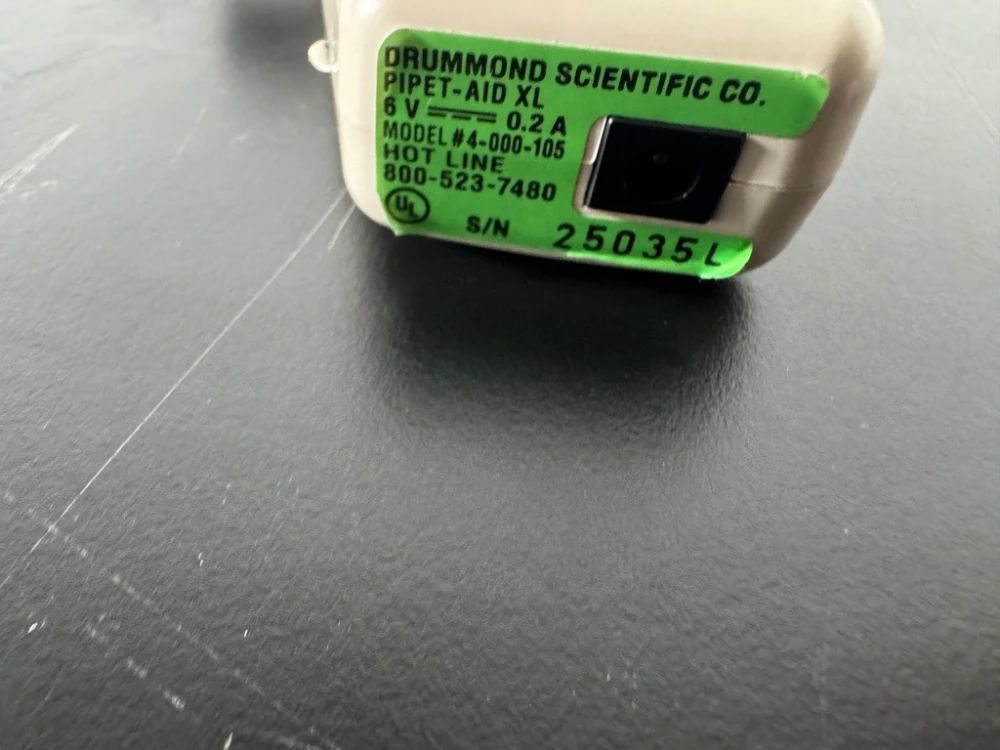 DRUMMOND SCIENTIFIC CO.
PIPET-AID XL
6 V ⎓ 0.2 A
MODEL #4-000-105
HOT LINE
800-523-7480
UL
S/N 25035L